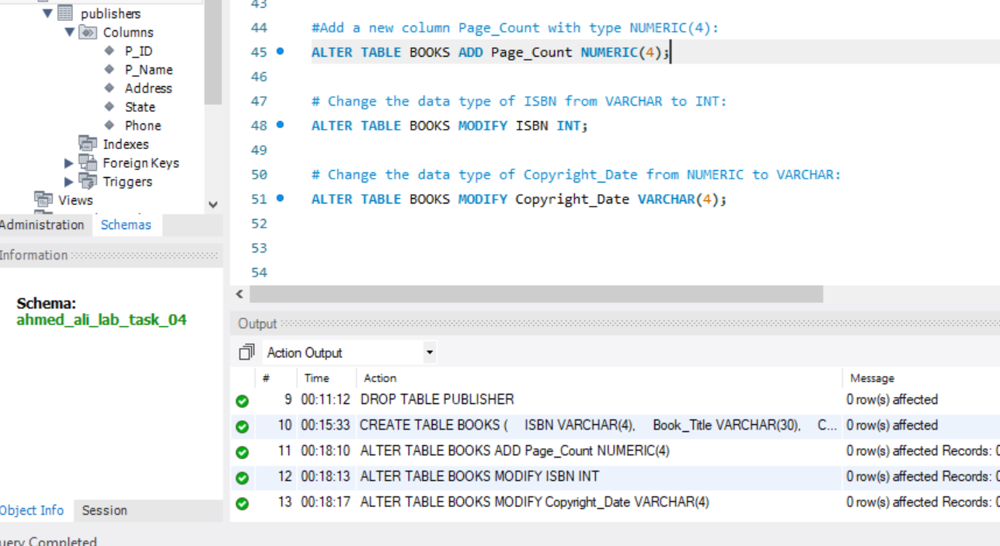 publishers
Columns
P_ID
P_Name
Address
State
Phone
Indexes
Foreign Keys
Triggers
Views
Administration Schemas
Information
Schema:
ahmed_ali_lab_task_04
Object Info Session
43
44 #Add a new column Page_Count with type NUMERIC(4):
45 ALTER TABLE BOOKS ADD Page_Count NUMERIC(4);
46
47 # Change the data type of ISBN from VARCHAR to INT:
48 ALTER TABLE BOOKS MODIFY ISBN INT;
49
50 # Change the data type of Copyright_Date from NUMERIC to VARCHAR:
51 ALTER TABLE BOOKS MODIFY Copyright_Date VARCHAR(4);
52
53
54
Output
Action Output
# Time Action Message
9 00:11:12 DROP TABLE PUBLISHER 0 row(s) affected
10 00:15:33 CREATE TABLE BOOKS ( ISBN VARCHAR(4), Book_Title VARCHAR(30), C... 0 row(s) affected
11 00:18:10 ALTER TABLE BOOKS ADD Page_Count NUMERIC(4) 0 row(s) affected Records: 0
12 00:18:13 ALTER TABLE BOOKS MODIFY ISBN INT 0 row(s) affected Records: 0
13 00:18:17 ALTER TABLE BOOKS MODIFY Copyright_Date VARCHAR(4) 0 row(s) affected Records: 0
uery Completed